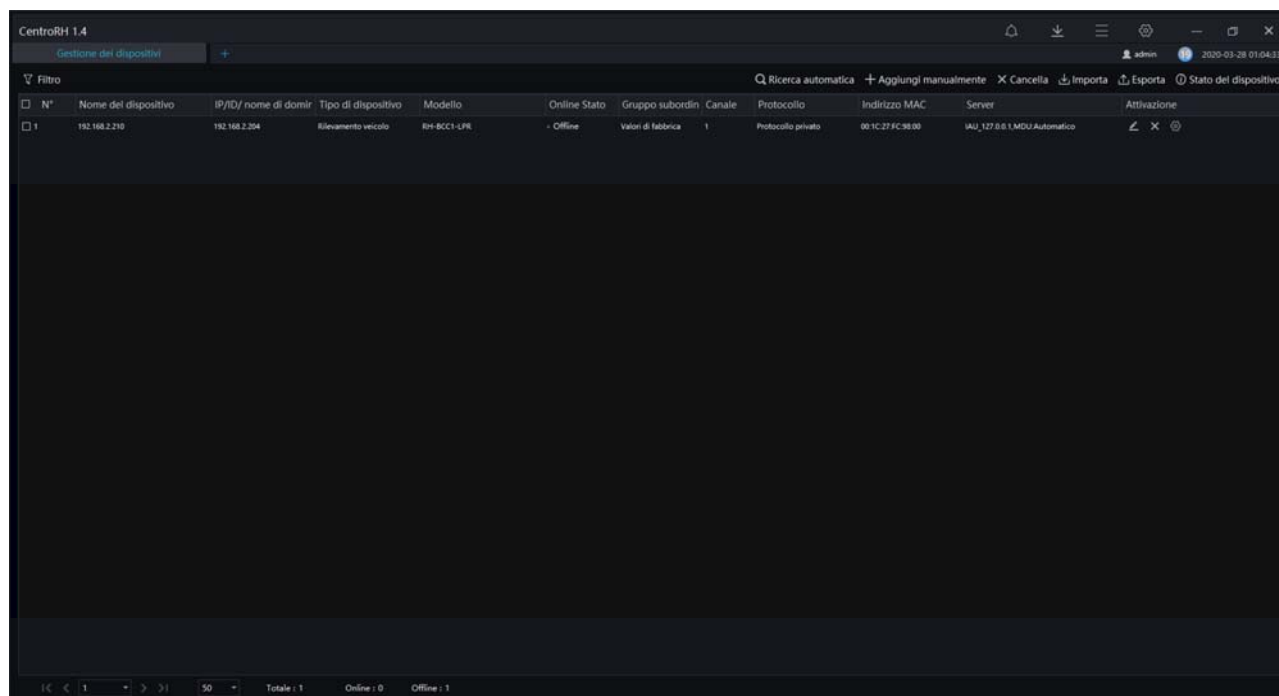 CentroRH 1.4
Gestione dei dispositivi +
admin 2020-03-28 01:04:33
Filtro Ricerca automatica Aggiungi manualmente Cancella Importa Esporta Stato del dispositivo
N° Nome del dispositivo IP/ID/ nome di domir Tipo di dispositivo Modello Online Stato Gruppo subordin Canale Protocollo Indirizzo MAC Server Attivazione
1 192.168.2.210 192.168.2.204 Rilevamento veicolo RH-BCC1-LPR - Offline Valori di fabbrica 1 Protocollo privato 00:1C:27:FC:98:00 IAU_127.0.0.1,MDU:Automatico
1 50 Totale : 1 Online : 0 Offline : 1